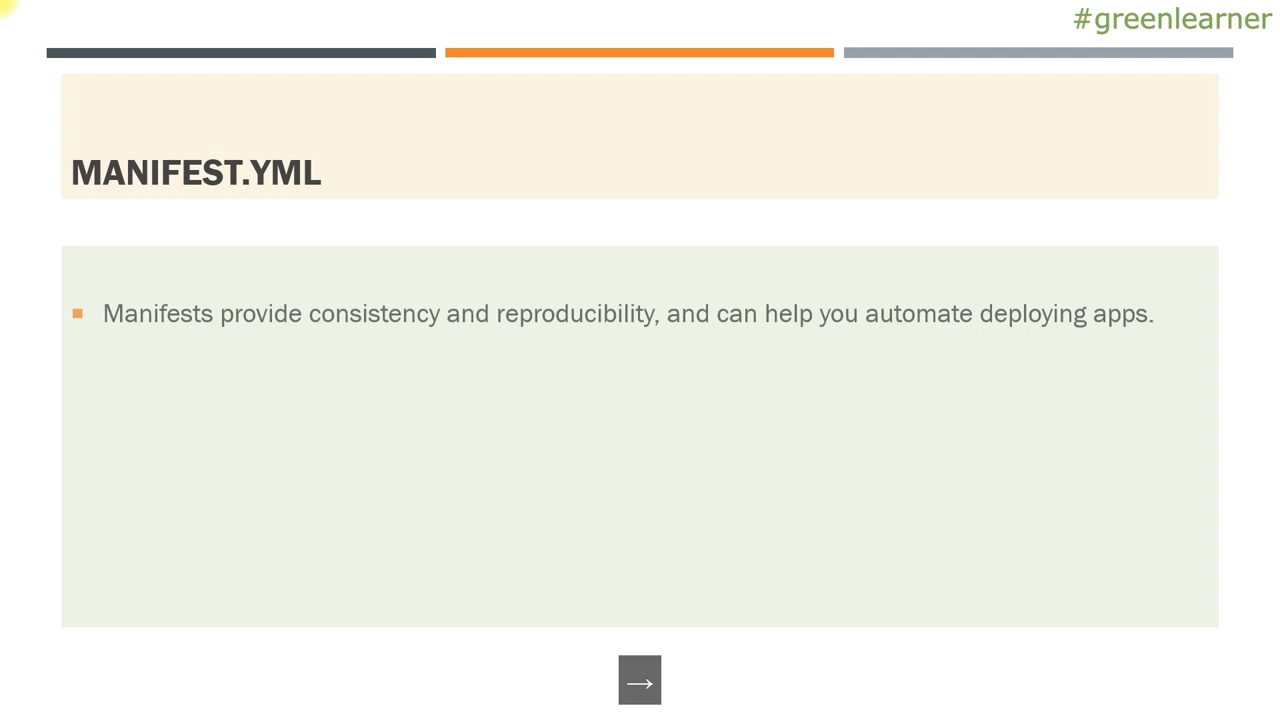 #greenlearner
MANIFEST.YML
Manifests provide consistency and reproducibility, and can help you automate deploying apps.
→